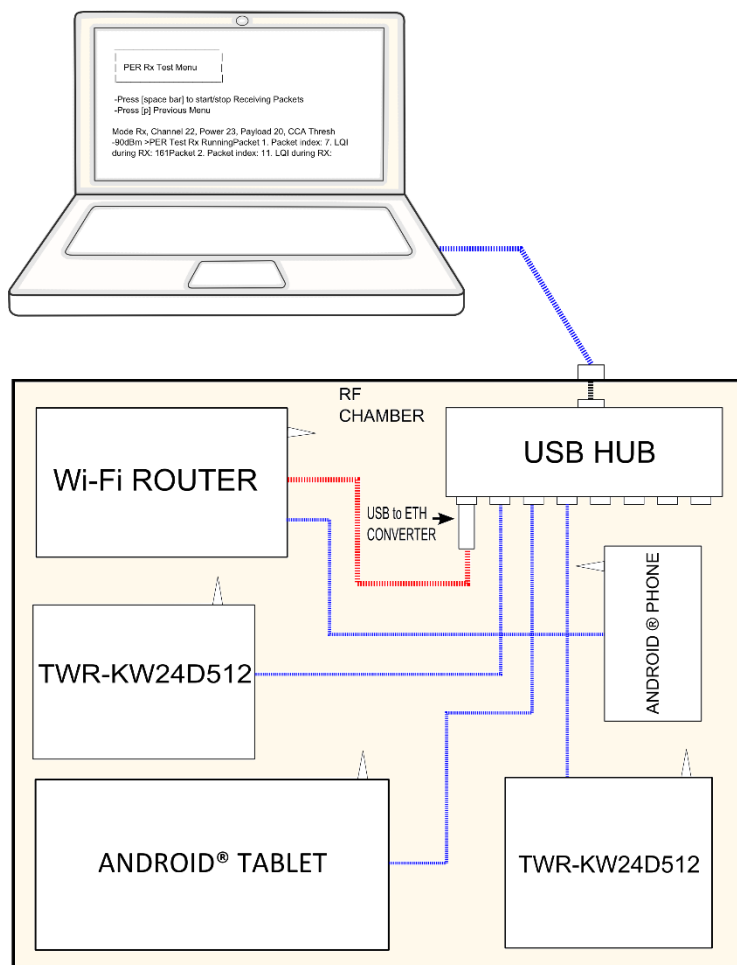 PER Rx Test Menu
-Press [space bar] to start/stop Receiving Packets
-Press [p] Previous Menu
Mode Rx, Channel 22, Power 23, Payload 20, CCA Thresh
-90dBm >PER Test Rx RunningPacket 1. Packet index: 7. LQI
during RX: 161Packet 2. Packet index: 11. LQI during RX:
RF
CHAMBER
USB HUB
Wi-Fi ROUTER
USB to ETH
CONVERTER
ANDROID ® PHONE
TWR-KW24D512
ANDROID® TABLET
TWR-KW24D512